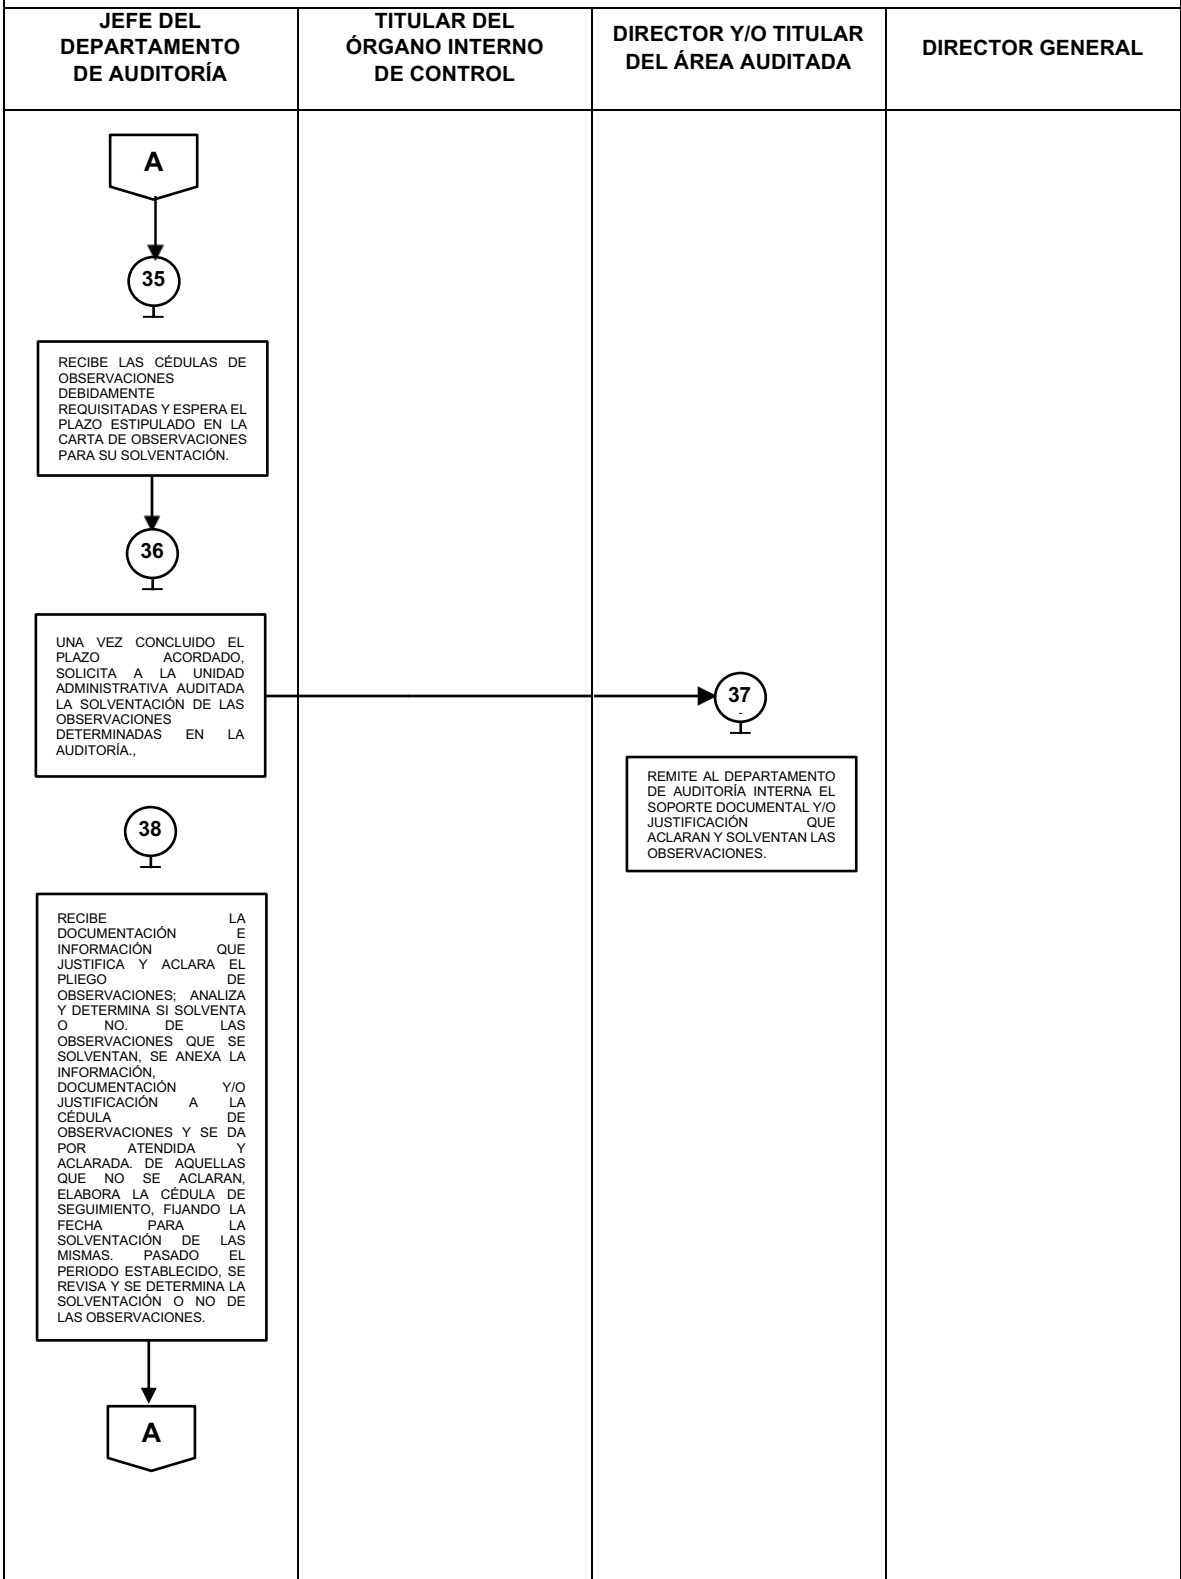 JEFE DEL
DEPARTAMENTO
DE AUDITORÍA
TITULAR DEL
ÓRGANO INTERNO
DE CONTROL
DIRECTOR Y/O TITULAR
DEL ÁREA AUDITADA
DIRECTOR GENERAL
A
35
RECIBE LAS CÉDULAS DE
OBSERVACIONES
DEBIDAMENTE
REQUISITADAS Y ESPERA EL
PLAZO ESTIPULADO EN LA
CARTA DE OBSERVACIONES
PARA SU SOLVENTACIÓN.
36
UNA VEZ CONCLUIDO EL
PLAZO ACORDADO,
SOLICITA A LA UNIDAD
ADMINISTRATIVA AUDITADA
LA SOLVENTACIÓN DE LAS
OBSERVACIONES
DETERMINADAS EN LA
AUDITORÍA.,
37
-
REMITE AL DEPARTAMENTO
DE AUDITORÍA INTERNA EL
SOPORTE DOCUMENTAL Y/O
JUSTIFICACIÓN QUE
ACLARAN Y SOLVENTAN LAS
OBSERVACIONES.
38
RECIBE LA
DOCUMENTACIÓN E
INFORMACIÓN QUE
JUSTIFICA Y ACLARA EL
PLIEGO DE
OBSERVACIONES; ANALIZA
Y DETERMINA SI SOLVENTA
O NO. DE LAS
OBSERVACIONES QUE SE
SOLVENTAN, SE ANEXA LA
INFORMACIÓN,
DOCUMENTACIÓN Y/O
JUSTIFICACIÓN A LA
CÉDULA DE
OBSERVACIONES Y SE DA
POR ATENDIDA Y
ACLARADA. DE AQUELLAS
QUE NO SE ACLARAN,
ELABORA LA CÉDULA DE
SEGUIMIENTO, FIJANDO LA
FECHA PARA LA
SOLVENTACIÓN DE LAS
MISMAS. PASADO EL
PERIODO ESTABLECIDO, SE
REVISA Y SE DETERMINA LA
SOLVENTACIÓN O NO DE
LAS OBSERVACIONES.
A